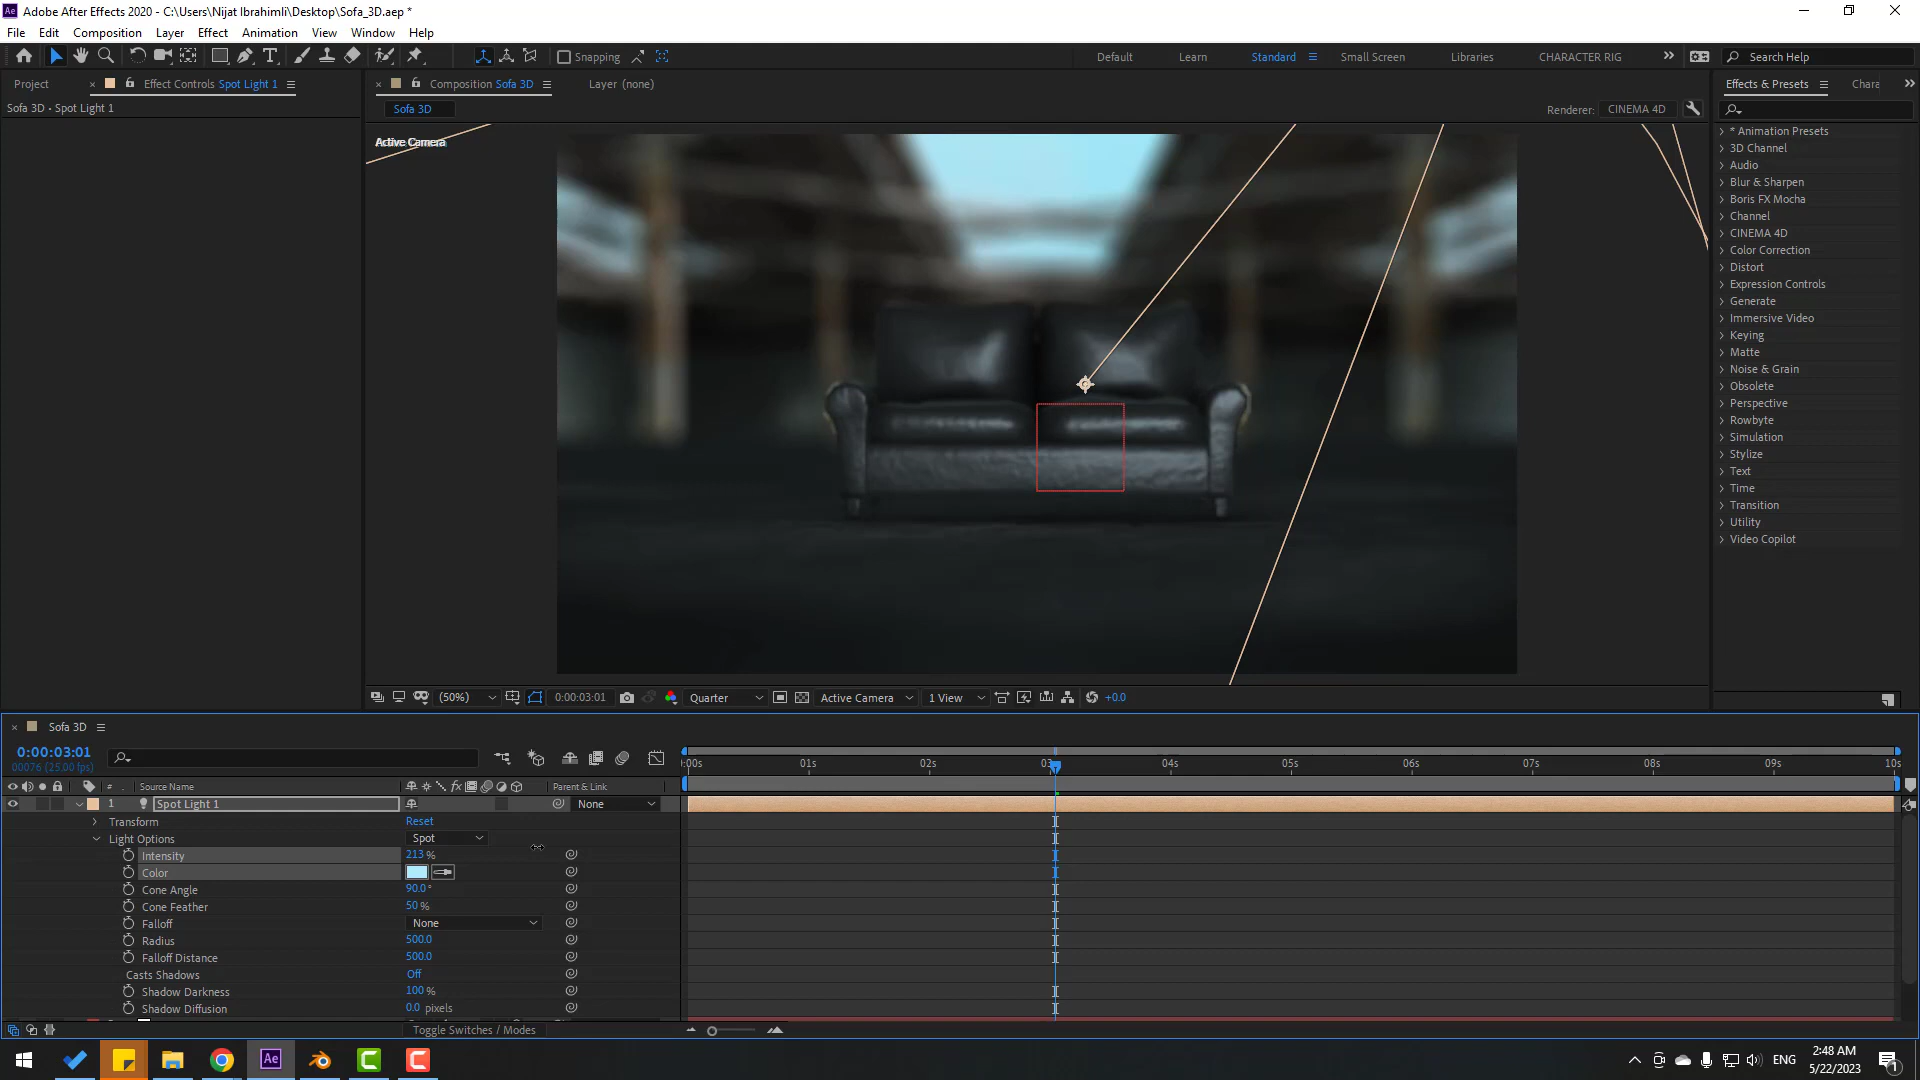 Adobe After Effects 2020 - C:\Users\Nijat Ibrahimli\Desktop\Sofa_3D.aep *
File Edit Composition Layer Effect Animation View Window Help
Snapping Default Learn Standard Small Screen Libraries CHARACTER RIG Search Help
Project Effect Controls Spot Light 1 Composition Sofa 3D Layer (none) Effects & Presets Chara
Sofa 3D • Spot Light 1 Sofa 3D Renderer: CINEMA 4D
Active Camera
* Animation Presets
3D Channel
Audio
Blur & Sharpen
Boris FX Mocha
Channel
CINEMA 4D
Color Correction
Distort
Expression Controls
Generate
Immersive Video
Keying
Matte
Noise & Grain
Obsolete
Perspective
Rowbyte
Simulation
Stylize
Text
Time
Transition
Utility
Video Copilot
(50%) 0:00:03:01 Quarter Active Camera 1 View +0.0
Sofa 3D
0:00:03:01
00076 (25.00 fps)
:00s 01s 02s 03 04s 05s 06s 07s 08s 09s 10s
# Source Name Parent & Link
1 Spot Light 1 None
Transform Reset
Light Options Spot
Intensity 213 %
Color
Cone Angle 90.0 °
Cone Feather 50 %
Falloff None
Radius 500.0
Falloff Distance 500.0
Casts Shadows Off
Shadow Darkness 100 %
Shadow Diffusion 0.0 pixels
Toggle Switches / Modes
ENG 2:48 AM
5/22/2023 1